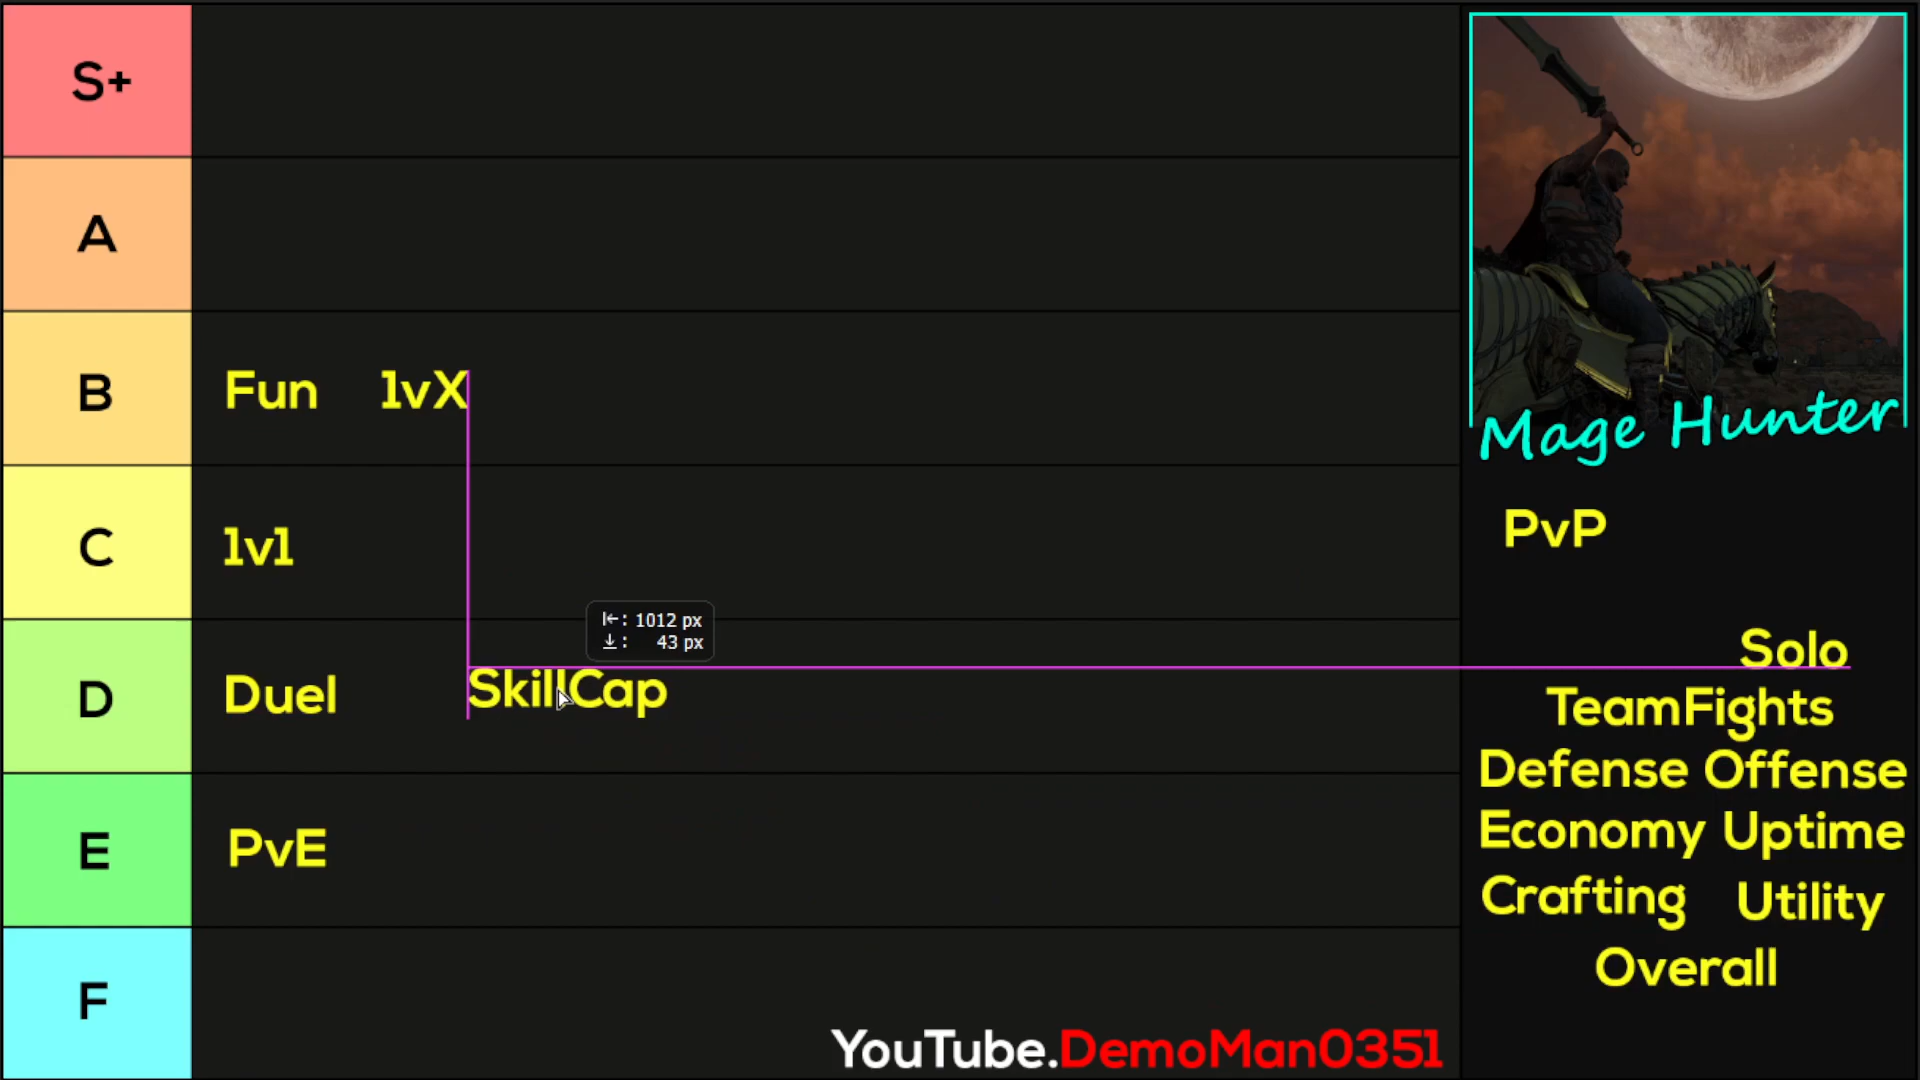 S+
A
B
Fun 1vX
C
1v1
←: 1012 px
↓: 43 px
D
Duel SkillCap
E
PvE
F
YouTube.DemoMan0351
Mage Hunter
PvP
Solo
TeamFights
Defense Offense
Economy Uptime
Crafting Utility
Overall